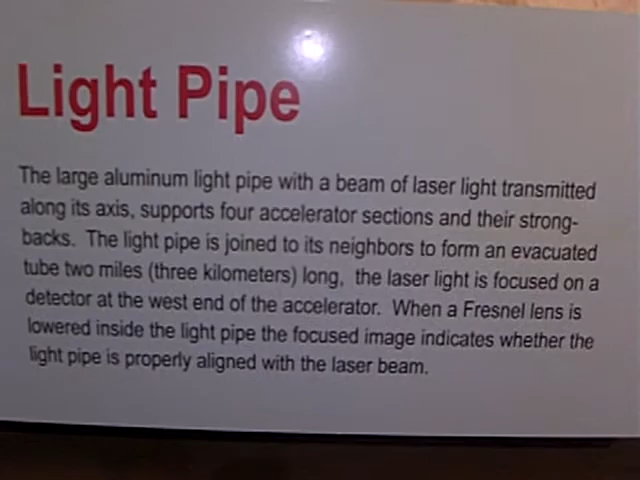 Light Pipe
The large aluminum light pipe with a beam of laser light transmitted
along its axis, supports four accelerator sections and their strong-
backs.  The light pipe is joined to its neighbors to form an evacuated
tube two miles (three kilometers) long,  the laser light is focused on a
detector at the west end of the accelerator.  When a Fresnel lens is
lowered inside the light pipe the focused image indicates whether the
light pipe is properly aligned with the laser beam.